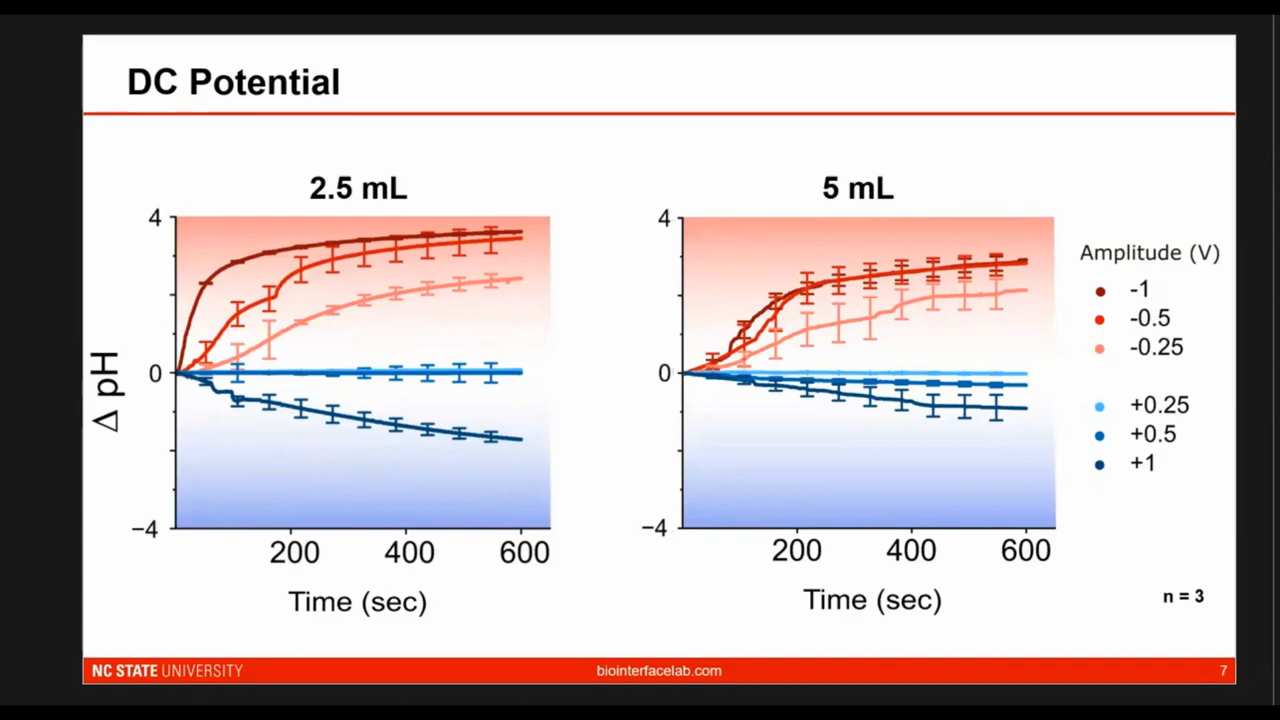 DC Potential
2.5 mL
5 mL
4
0
−4
Δ pH
200 400 600
Time (sec)
4
0
−4
200 400 600
Time (sec)
Amplitude (V)
-1
-0.5
-0.25
+0.25
+0.5
+1
n = 3
NC STATE UNIVERSITY
biointerfacelab.com
7